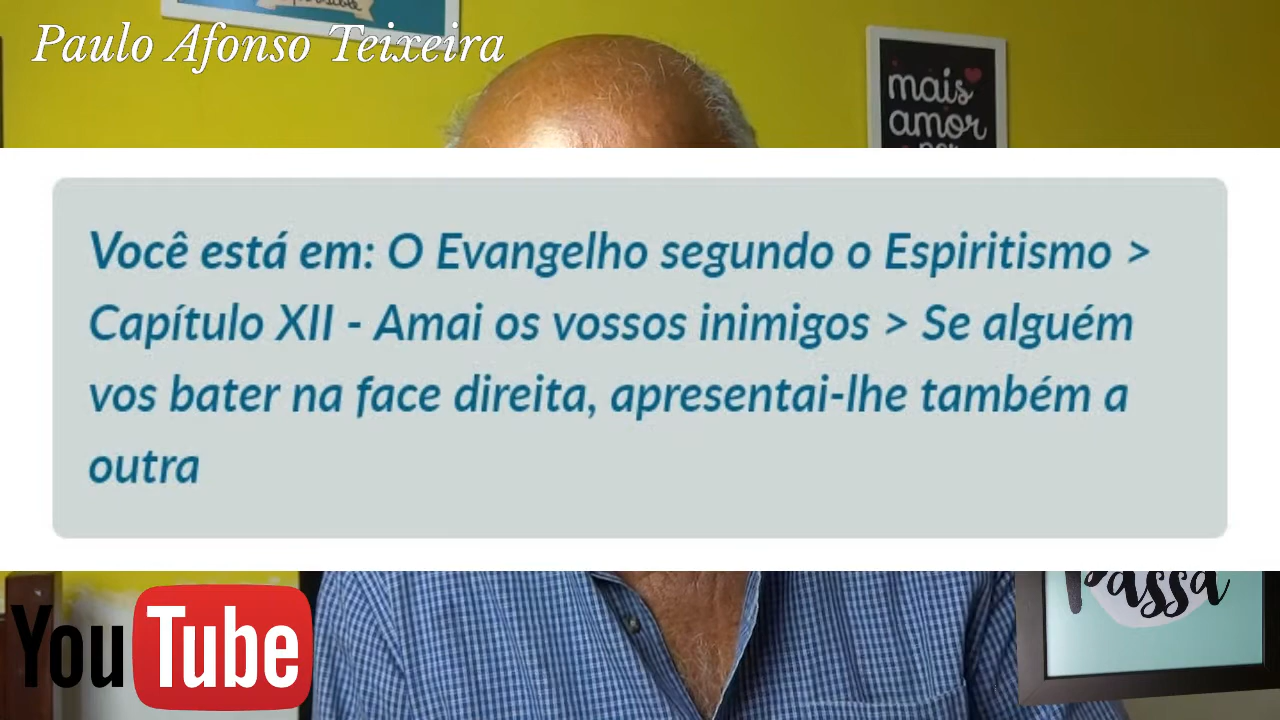 Paulo Afonso Teixeira
mais
amor
por
Você está em: O Evangelho segundo o Espiritismo >
Capítulo XII - Amai os vossos inimigos > Se alguém
vos bater na face direita, apresentai-lhe também a
outra
Passa
YouTube